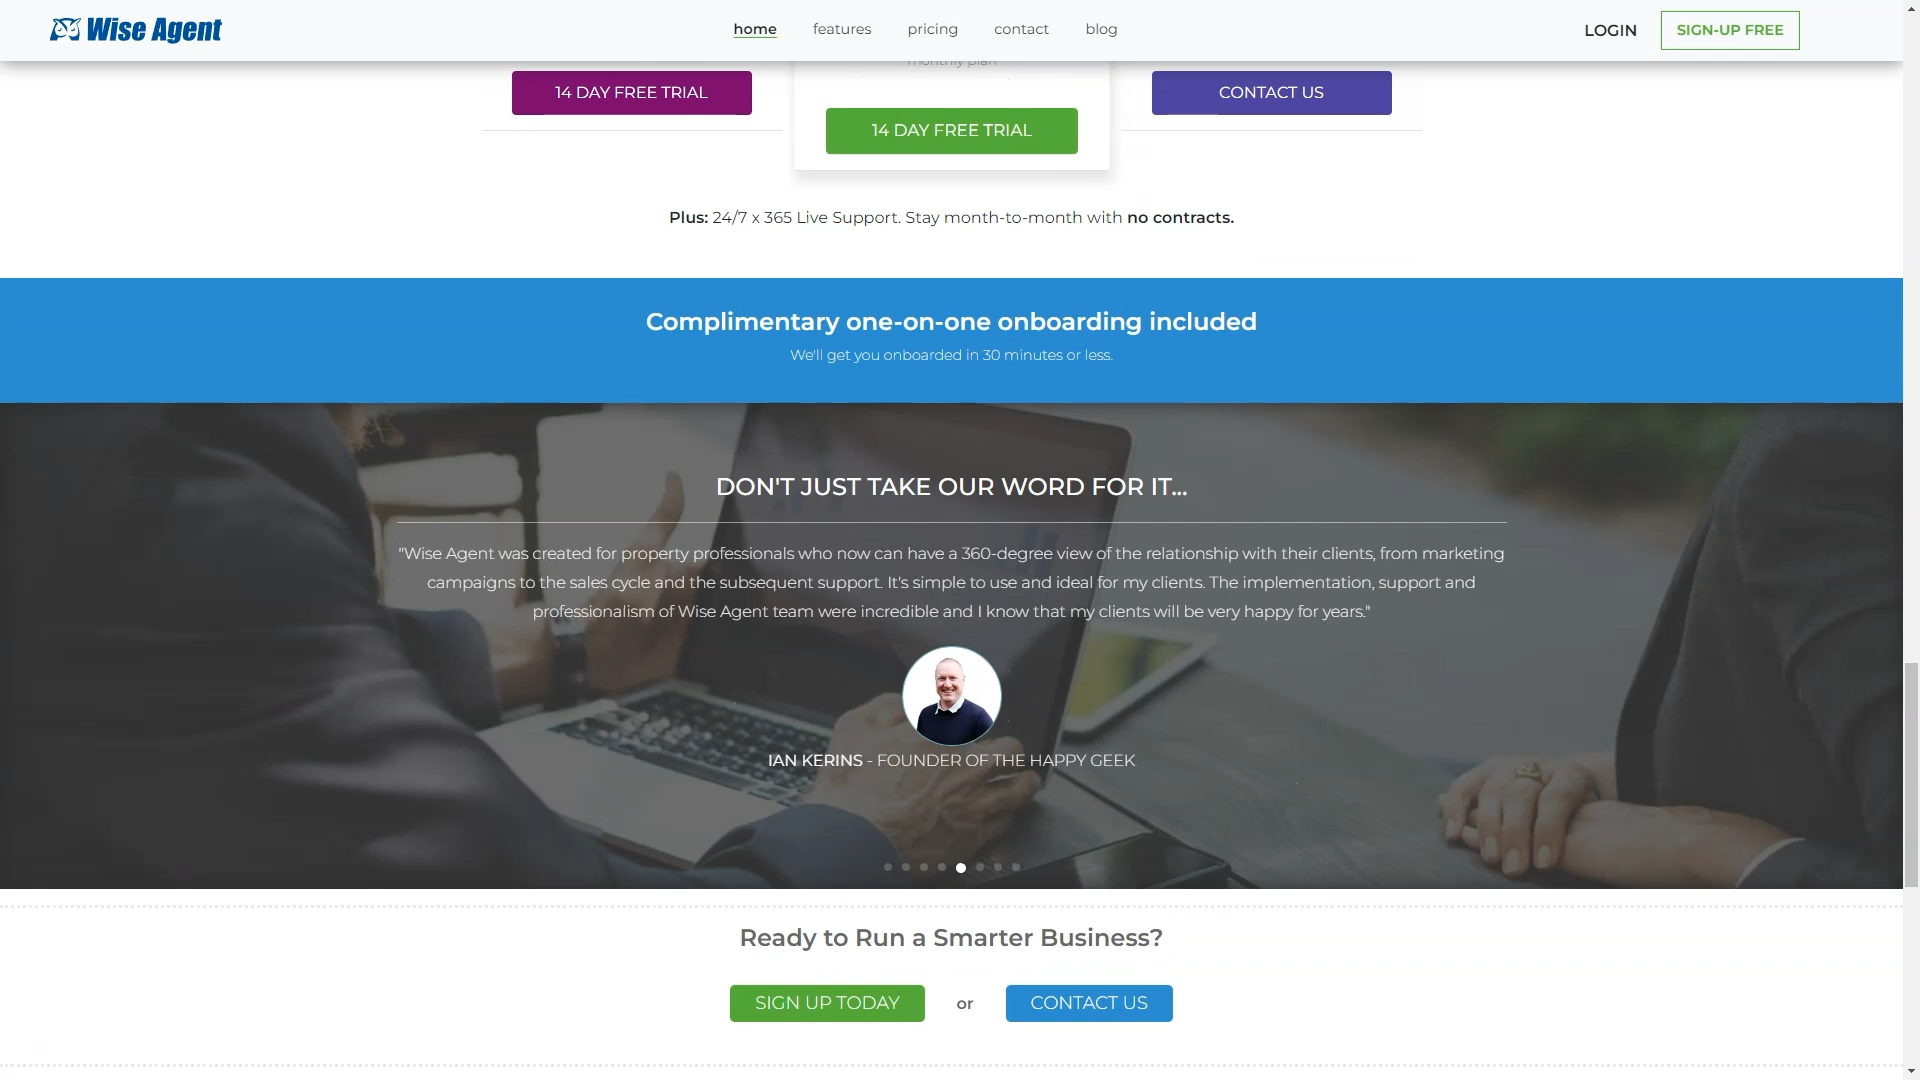 Wise Agent
home features pricing contact blog
LOGIN
SIGN-UP FREE
monthly plan
14 DAY FREE TRIAL
14 DAY FREE TRIAL
CONTACT US
Plus: 24/7 x 365 Live Support. Stay month-to-month with no contracts.
Complimentary one-on-one onboarding included
We'll get you onboarded in 30 minutes or less.
DON'T JUST TAKE OUR WORD FOR IT...
"Wise Agent was created for property professionals who now can have a 360-degree view of the relationship with their clients, from marketing
campaigns to the sales cycle and the subsequent support. It's simple to use and ideal for my clients. The implementation, support and
professionalism of Wise Agent team were incredible and I know that my clients will be very happy for years."
IAN KERINS - FOUNDER OF THE HAPPY GEEK
Ready to Run a Smarter Business?
SIGN UP TODAY
or
CONTACT US